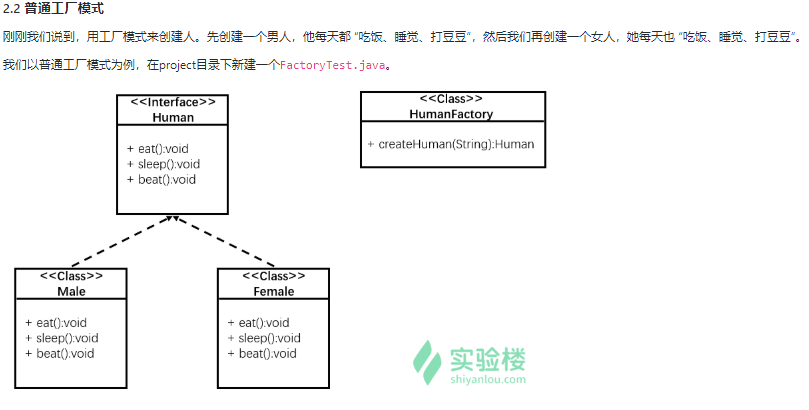 2.2 普通工厂模式
刚刚我们说到，用工厂模式来创建人。先创建一个男人，他每天都 “吃饭、睡觉、打豆豆”，然后我们再创建一个女人，她每天也 “吃饭、睡觉、打豆豆”。
我们以普通工厂模式为例，在project目录下新建一个FactoryTest.java。
<<Interface>>
Human
+ eat():void
+ sleep():void
+ beat():void
<<Class>>
HumanFactory
+ createHuman(String):Human
<<Class>>
Male
+ eat():void
+ sleep():void
+ beat():void
<<Class>>
Female
+ eat():void
+ sleep():void
+ beat():void
实验楼
shiyanlou.com